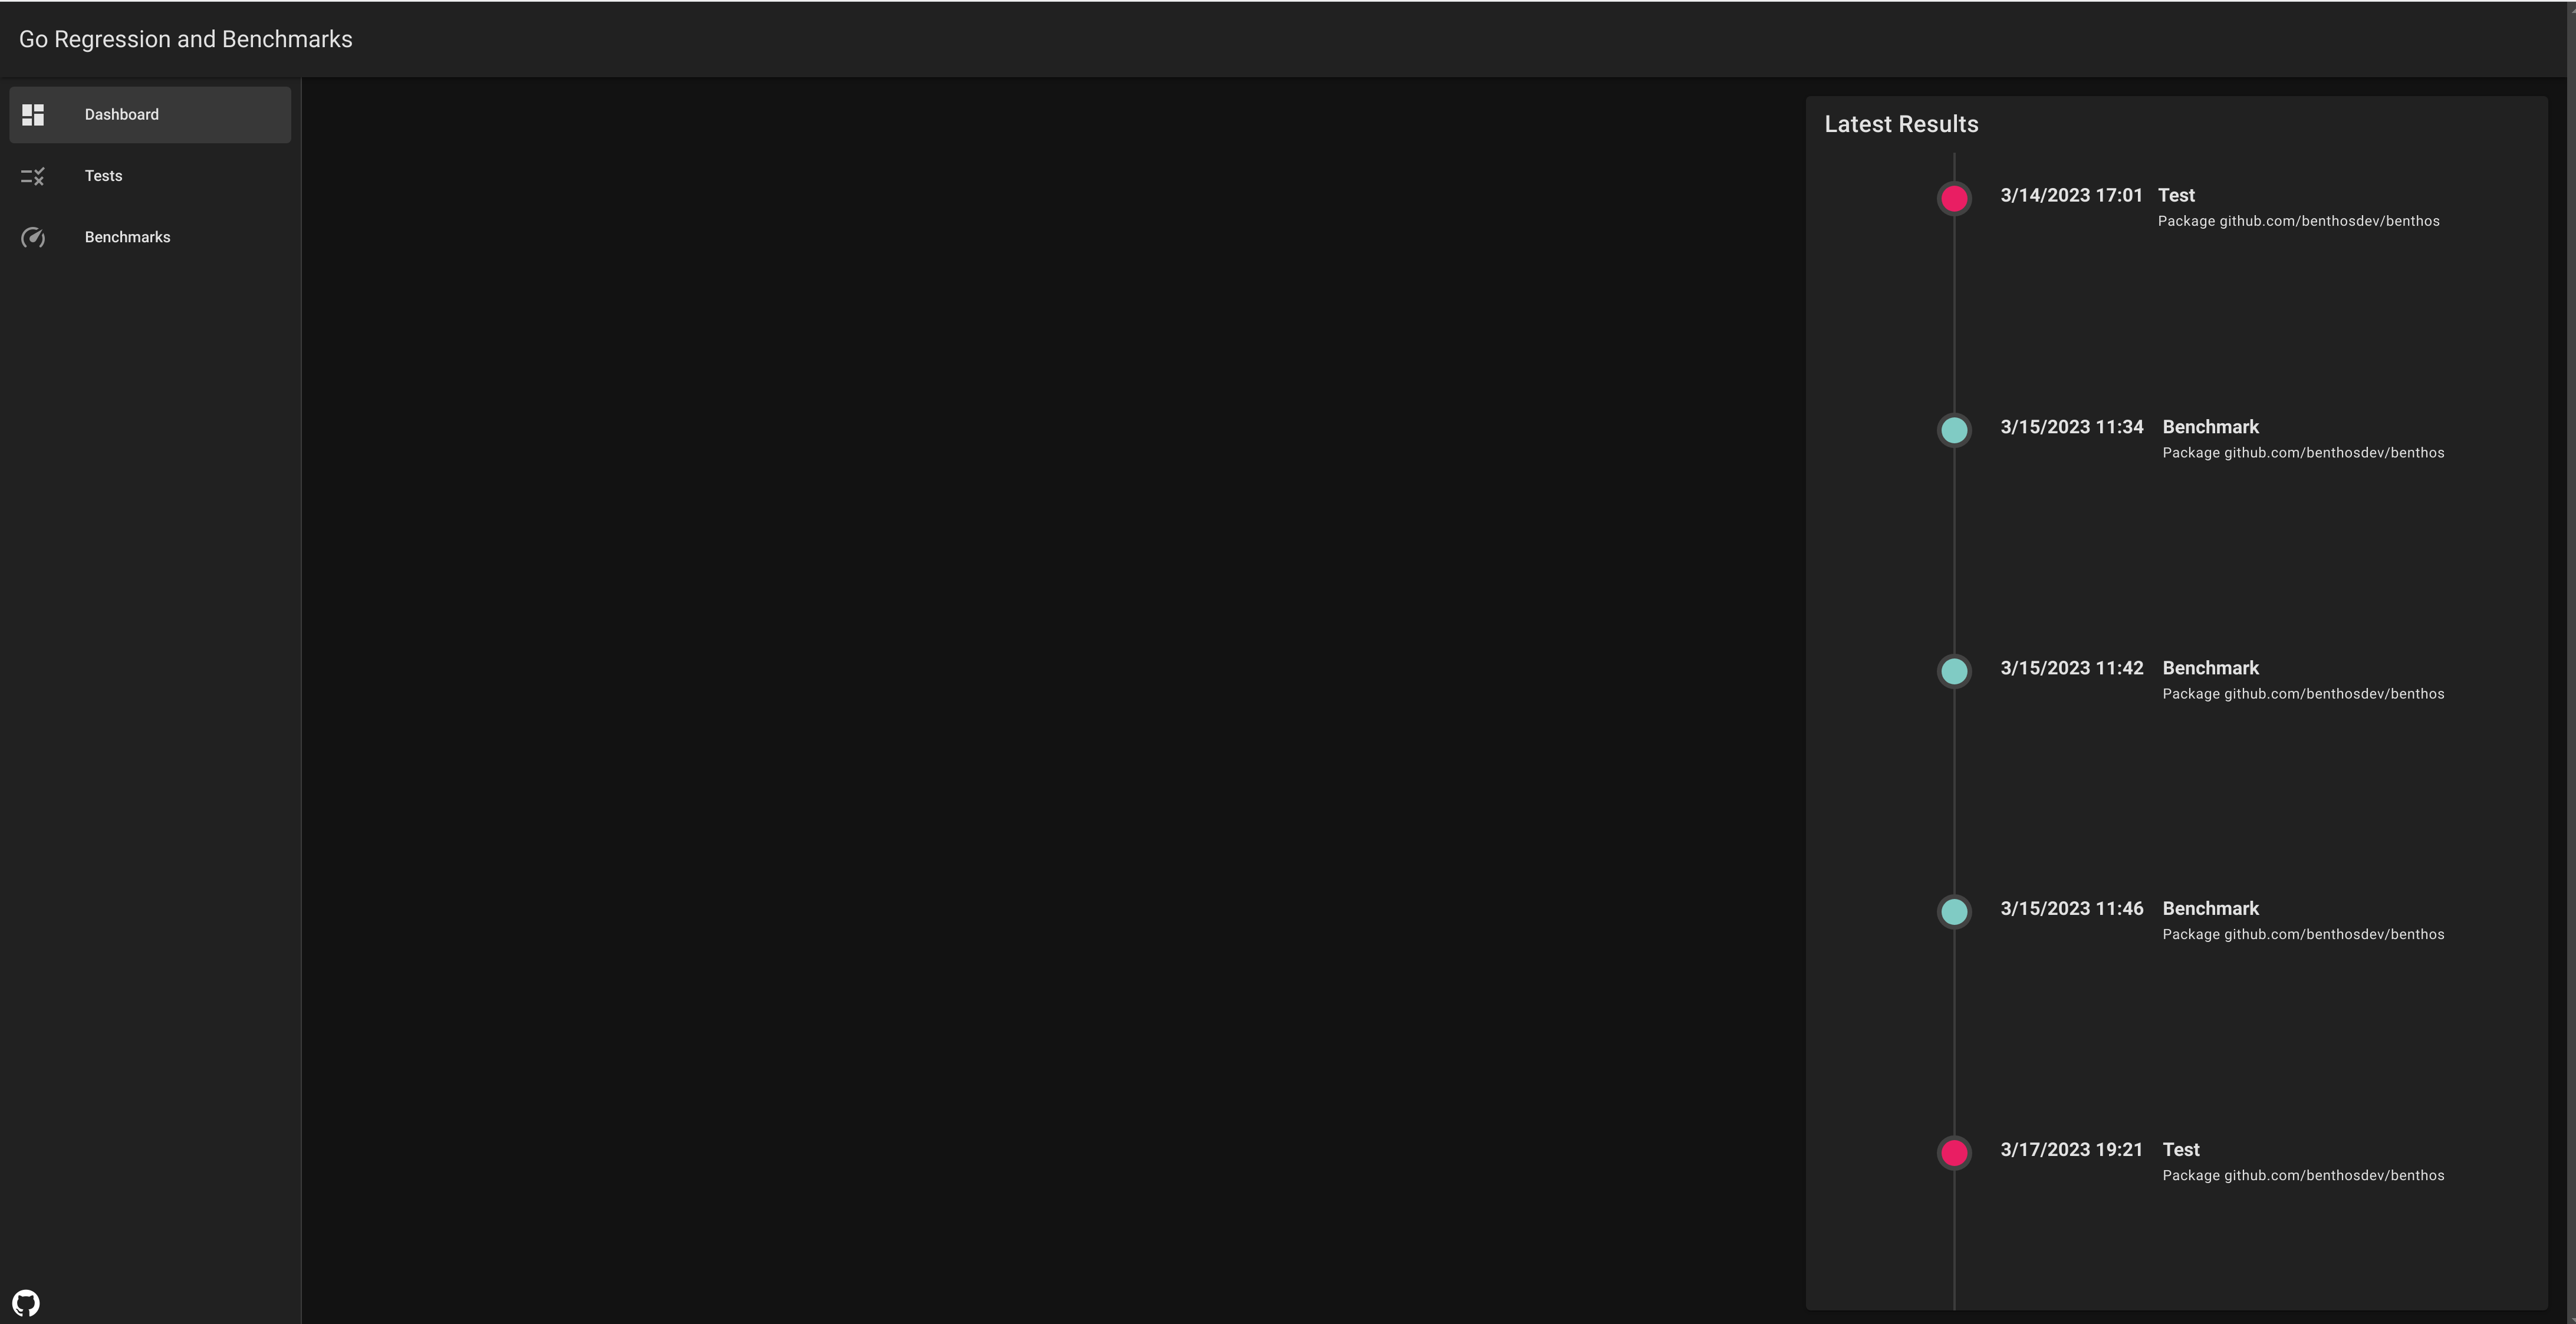 Go Regression and Benchmarks
Dashboard
Tests
Benchmarks
Latest Results
3/14/2023 17:01 Test
Package github.com/benthosdev/benthos
3/15/2023 11:34 Benchmark
Package github.com/benthosdev/benthos
3/15/2023 11:42 Benchmark
Package github.com/benthosdev/benthos
3/15/2023 11:46 Benchmark
Package github.com/benthosdev/benthos
3/17/2023 19:21 Test
Package github.com/benthosdev/benthos